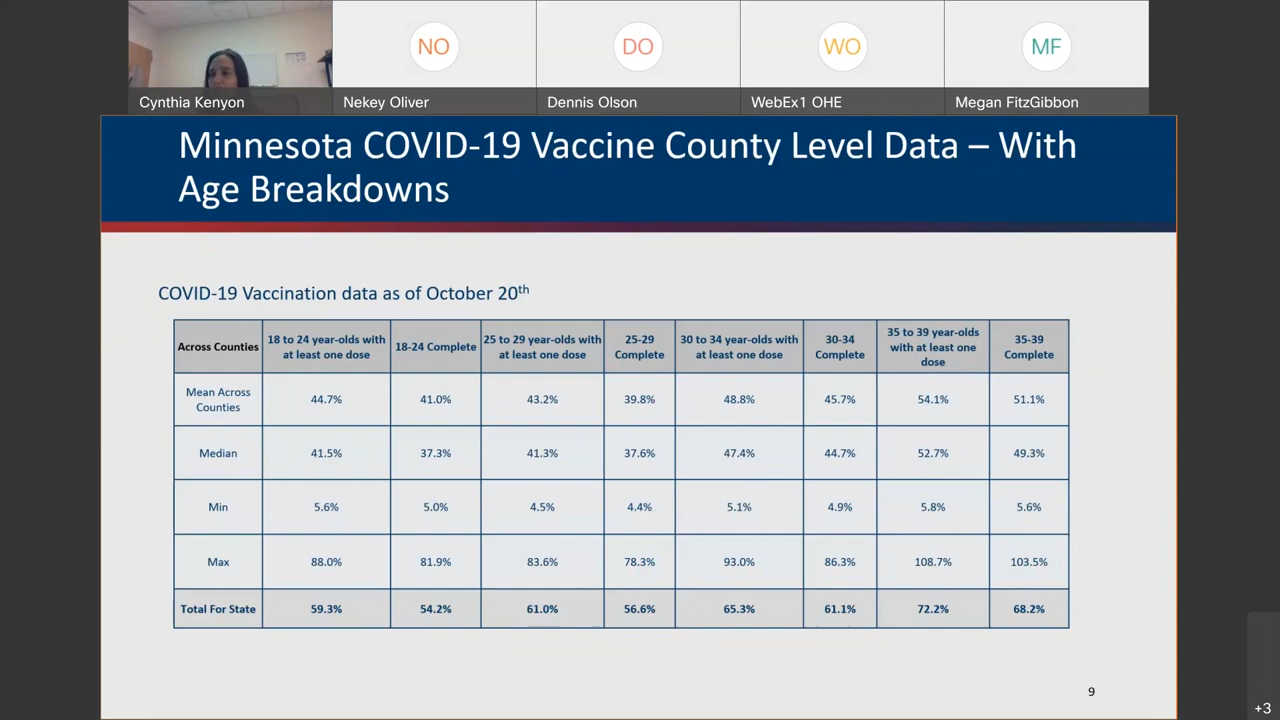 NO
DO
WO
MF
Cynthia Kenyon
Nekey Oliver
Dennis Olson
WebEx1 OHE
Megan FitzGibbon
Minnesota COVID-19 Vaccine County Level Data – With
Age Breakdowns
COVID-19 Vaccination data as of October 20th
Across Counties
18 to 24 year-olds with
at least one dose
18-24 Complete
25 to 29 year-olds with
at least one dose
25-29
Complete
30 to 34 year-olds with
at least one dose
30-34
Complete
35 to 39 year-olds
with at least one
dose
35-39
Complete
Mean Across
Counties
44.7%
41.0%
43.2%
39.8%
48.8%
45.7%
54.1%
51.1%
Median
41.5%
37.3%
41.3%
37.6%
47.4%
44.7%
52.7%
49.3%
Min
5.6%
5.0%
4.5%
4.4%
5.1%
4.9%
5.8%
5.6%
Max
88.0%
81.9%
83.6%
78.3%
93.0%
86.3%
108.7%
103.5%
Total For State
59.3%
54.2%
61.0%
56.6%
65.3%
61.1%
72.2%
68.2%
9
+3